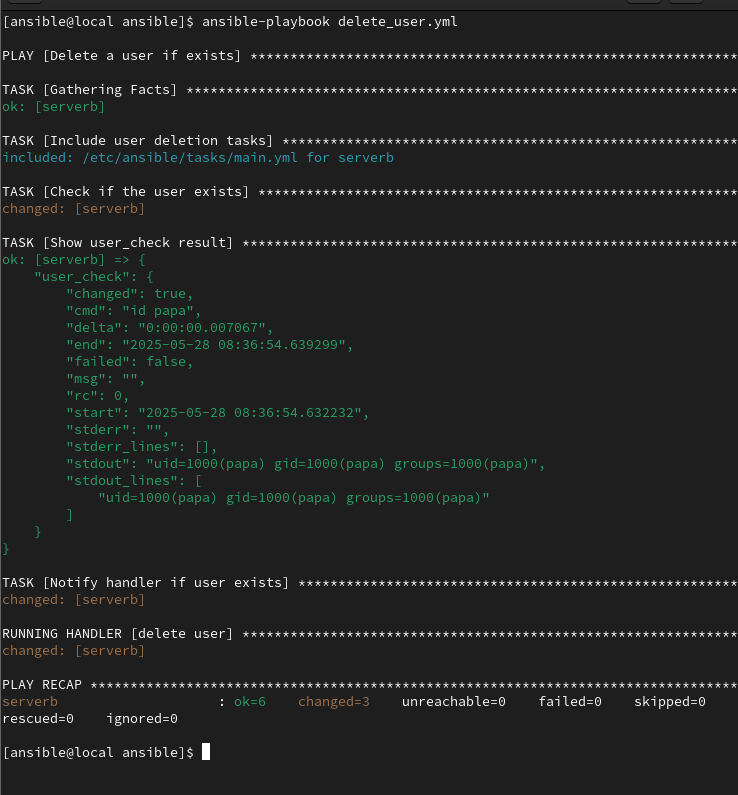 [ansible@local ansible]$ ansible-playbook delete_user.yml
PLAY [Delete a user if exists] *************************************************************
TASK [Gathering Facts] *********************************************************************
ok: [serverb]
TASK [Include user deletion tasks] *********************************************************
included: /etc/ansible/tasks/main.yml for serverb
TASK [Check if the user exists] ************************************************************
changed: [serverb]
TASK [Show user_check result] **************************************************************
ok: [serverb] => {
    "user_check": {
        "changed": true,
        "cmd": "id papa",
        "delta": "0:00:00.007067",
        "end": "2025-05-28 08:36:54.639299",
        "failed": false,
        "msg": "",
        "rc": 0,
        "start": "2025-05-28 08:36:54.632232",
        "stderr": "",
        "stderr_lines": [],
        "stdout": "uid=1000(papa) gid=1000(papa) groups=1000(papa)",
        "stdout_lines": [
            "uid=1000(papa) gid=1000(papa) groups=1000(papa)"
        ]
    }
}
TASK [Notify handler if user exists] *******************************************************
changed: [serverb]
RUNNING HANDLER [delete user] **************************************************************
changed: [serverb]
PLAY RECAP *********************************************************************************
serverb                    : ok=6    changed=3    unreachable=0    failed=0    skipped=0
rescued=0    ignored=0
[ansible@local ansible]$